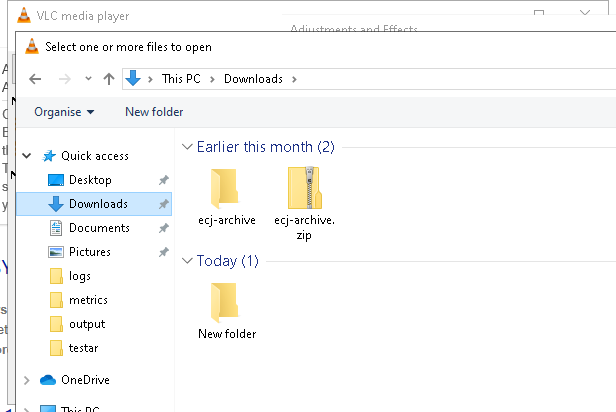 VLC media player
Adjustments and Effects
Select one or more files to open
This PC
Downloads
Organise
New folder
Earlier this month (2)
Quick access
Desktop
Downloads
Documents
Pictures
logs
metrics
output
testar
OneDrive
This PC
ecj-archive
ecj-archive.
zip
Today (1)
New folder